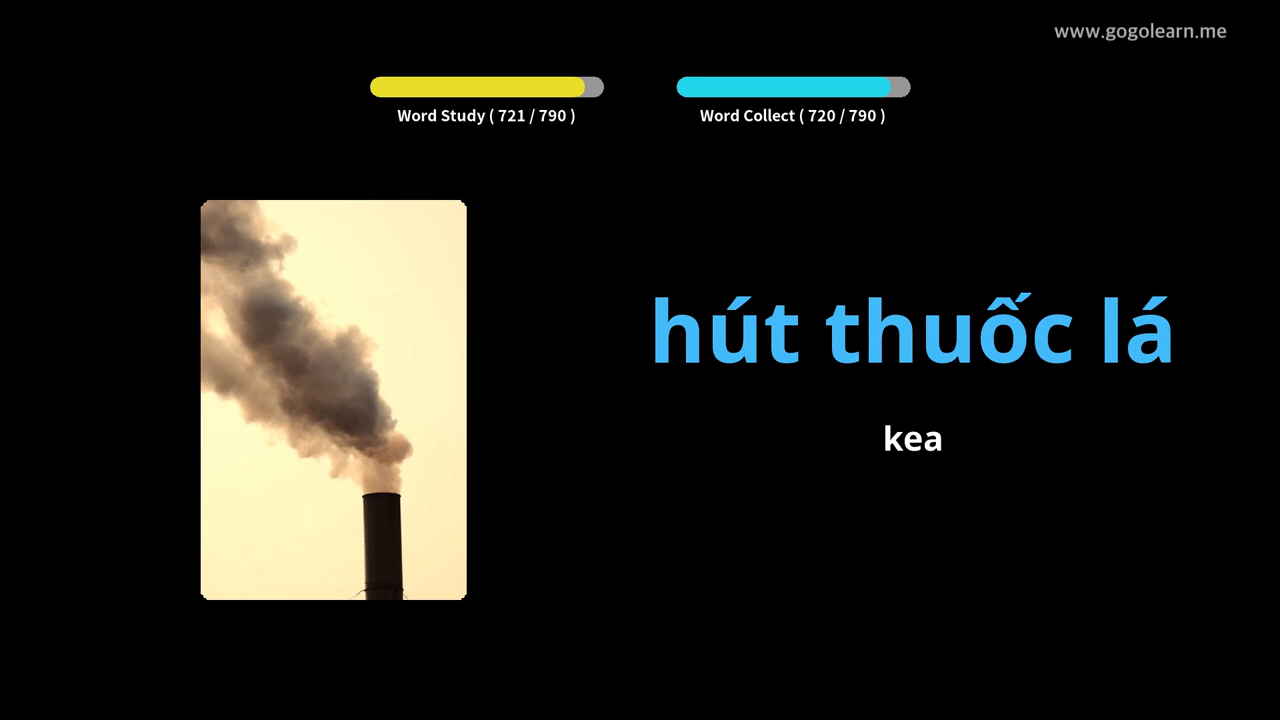 www.gogolearn.me
Word Study ( 721 / 790 )
Word Collect ( 720 / 790 )
hút thuốc lá
kea